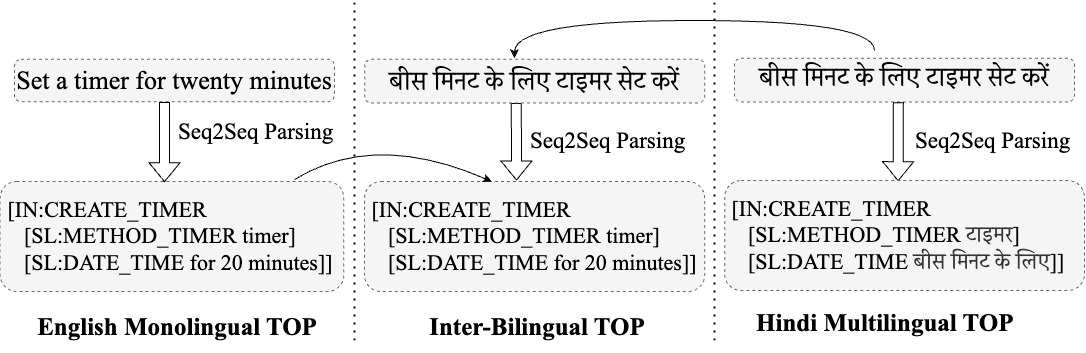 Set a timer for twenty minutes
Seq2Seq Parsing
[IN:CREATE_TIMER
[SL:METHOD_TIMER timer]
[SL:DATE_TIME for 20 minutes]]
English Monolingual TOP
बीस मिनट के लिए टाइमर सेट करें
Seq2Seq Parsing
[IN:CREATE_TIMER
[SL:METHOD_TIMER timer]
[SL:DATE_TIME for 20 minutes]]
Inter-Bilingual TOP
बीस मिनट के लिए टाइमर सेट करें
Seq2Seq Parsing
[IN:CREATE_TIMER
[SL:METHOD_TIMER टाइमर]
[SL:DATE_TIME बीस मिनट के लिए]]
Hindi Multilingual TOP